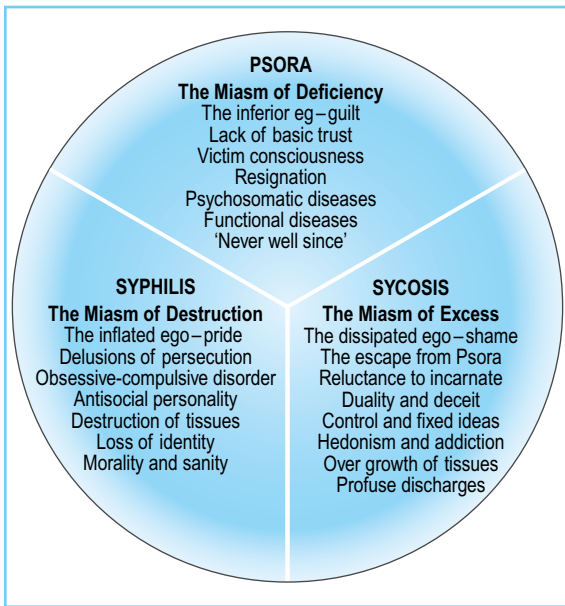 PSORA
The Miasm of Deficiency
The inferior eg–guilt
Lack of basic trust
Victim consciousness
Resignation
Psychosomatic diseases
Functional diseases
‘Never well since’
SYPHILIS
The Miasm of Destruction
The inflated ego–pride
Delusions of persecution
Obsessive-compulsive disorder
Antisocial personality
Destruction of tissues
Loss of identity
Morality and sanity
SYCOSIS
The Miasm of Excess
The dissipated ego–shame
The escape from Psora
Reluctance to incarnate
Duality and deceit
Control and fixed ideas
Hedonism and addiction
Over growth of tissues
Profuse discharges